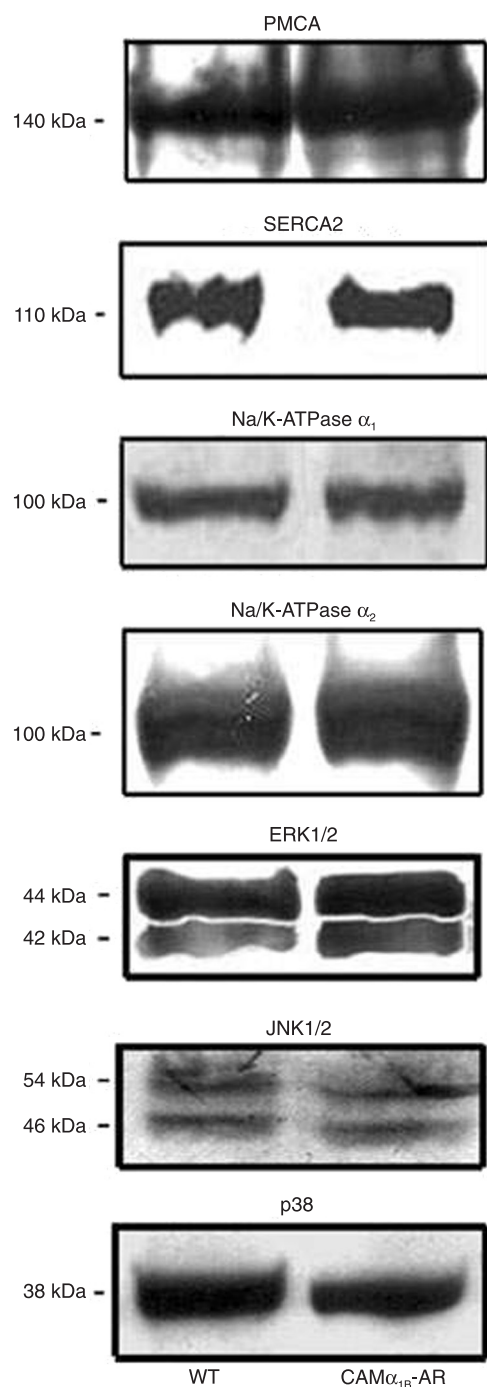 PMCA
140 kDa -
SERCA2
110 kDa -
Na/K-ATPase α₁
100 kDa -
Na/K-ATPase α₂
100 kDa -
ERK1/2
44 kDa -
42 kDa -
JNK1/2
54 kDa -
46 kDa -
p38
38 kDa -
WT CAMα₁B-AR